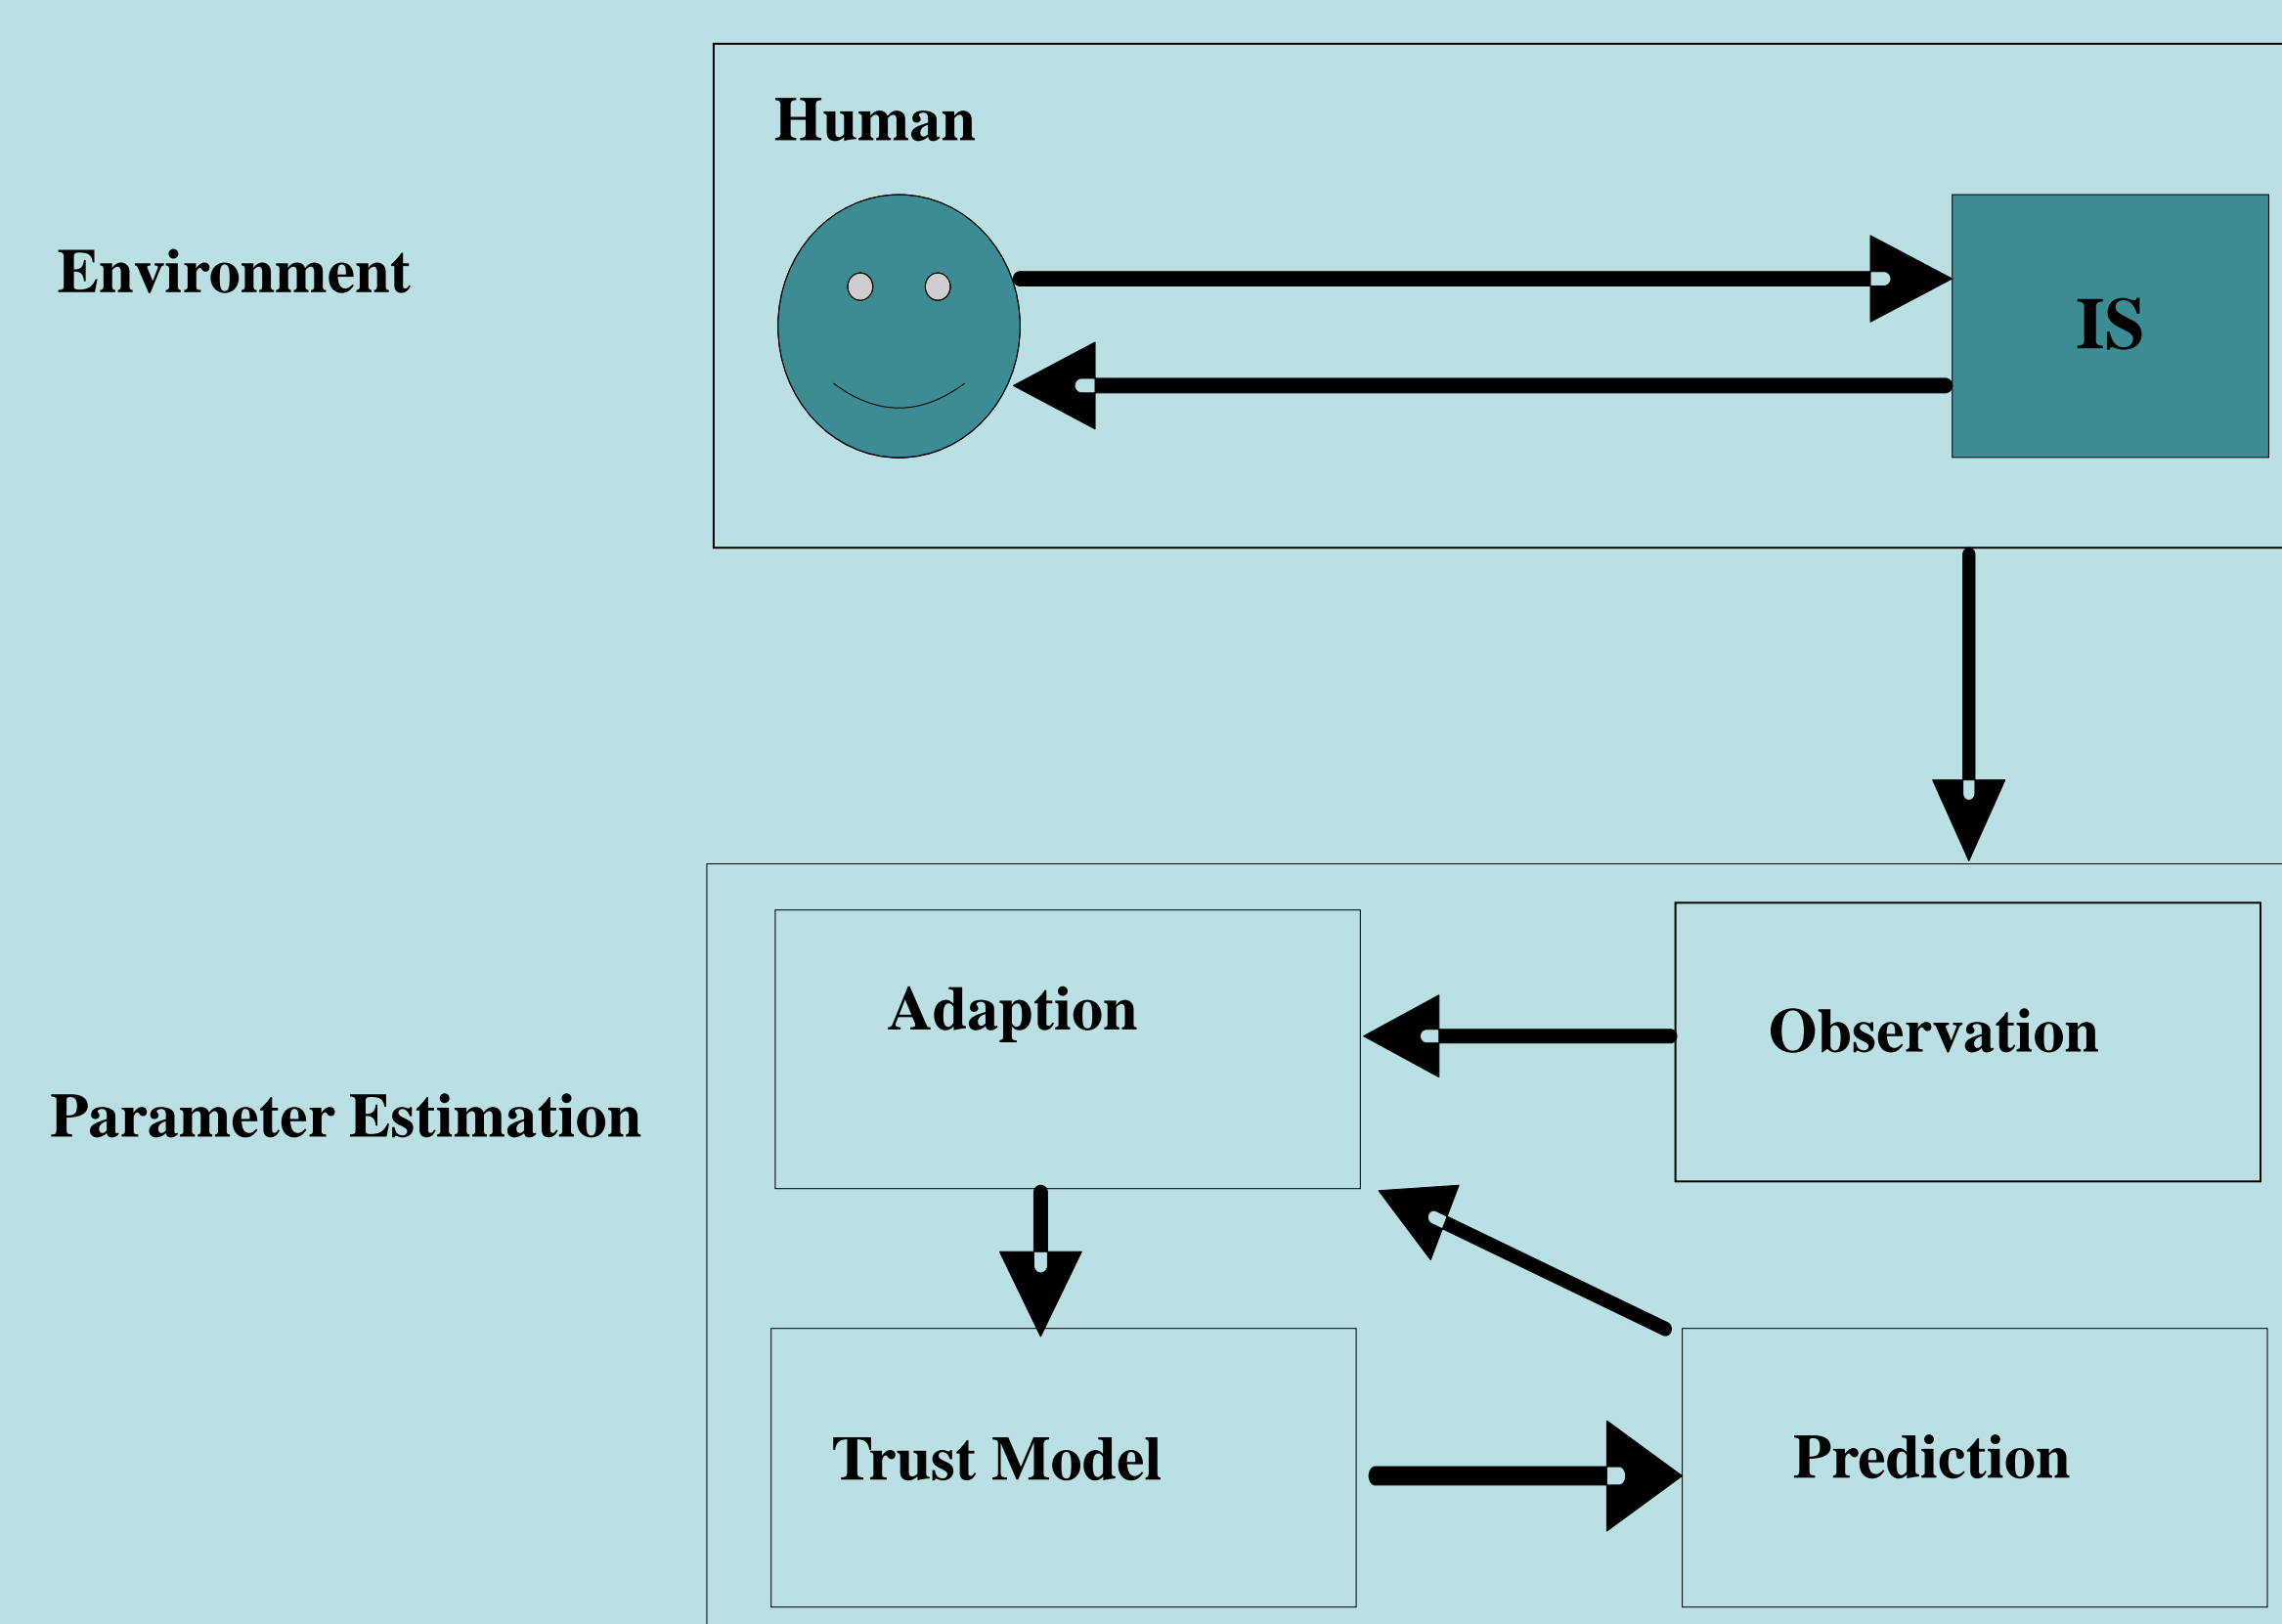 Human
Environment
IS
Adaption
Observation
Parameter Estimation
Trust Model
Prediction